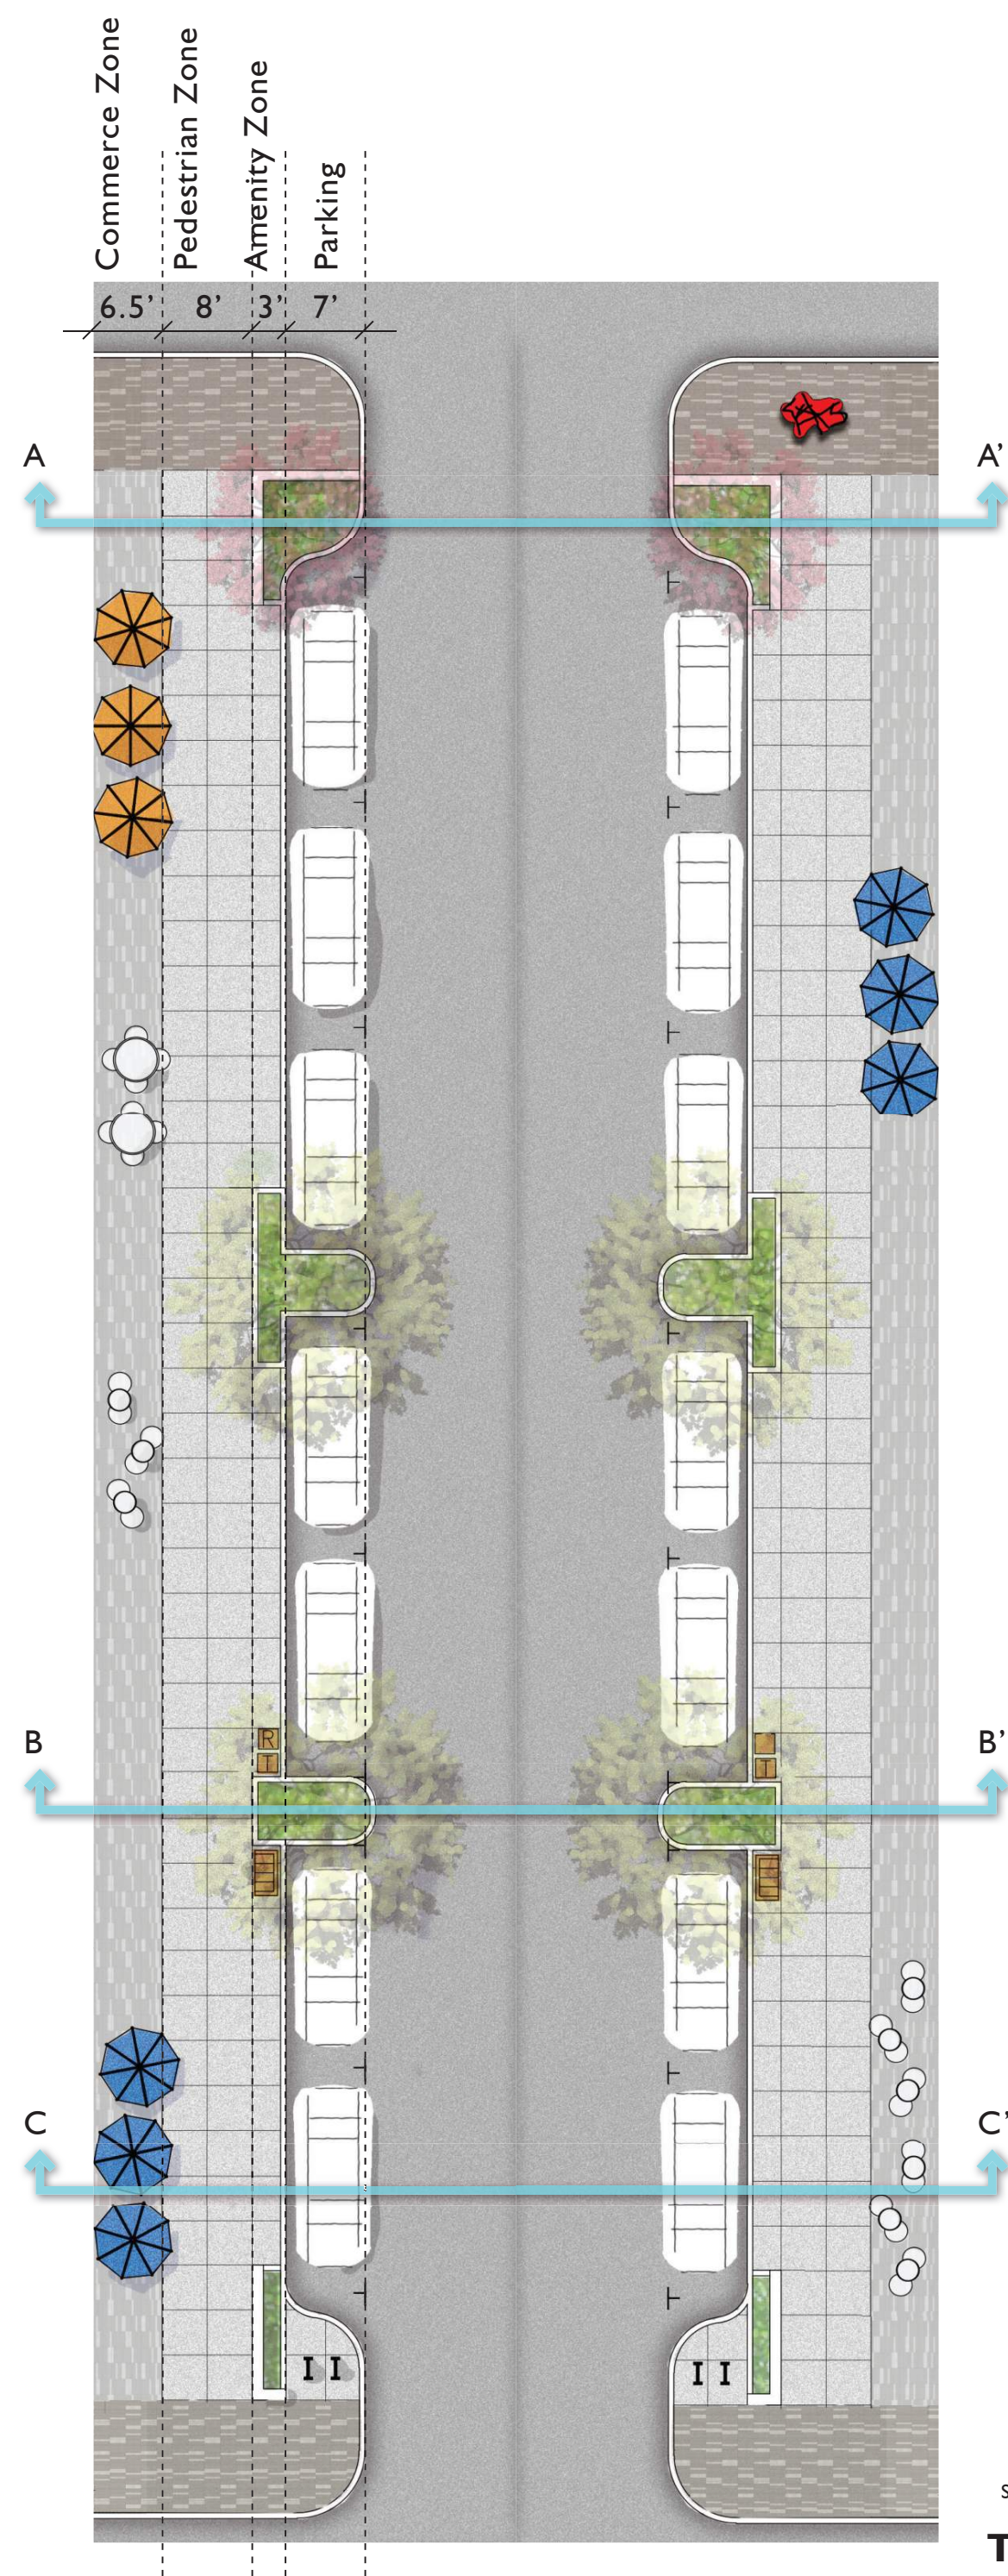 Commerce Zone
Pedestrian Zone
Amenity Zone
Parking
6.5’ 8’ 3’ 7’
A A’
R
T T
B B’
C C’
I I I I
S
T